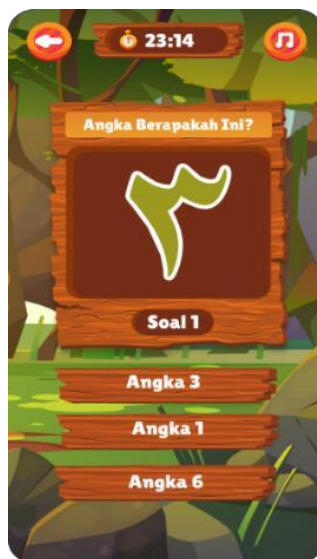 23:14
Angka Berapakah Ini?
٣
Soal 1
Angka 3
Angka 1
Angka 6